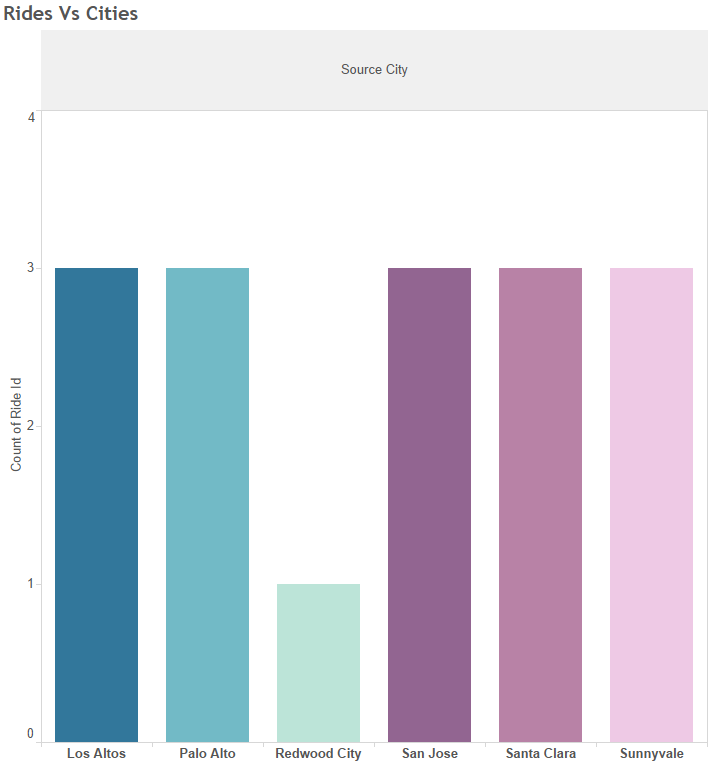 Rides Vs Cities
Source City
4
3
2
1
0
Count of Ride Id
Los Altos Palo Alto Redwood City San Jose Santa Clara Sunnyvale